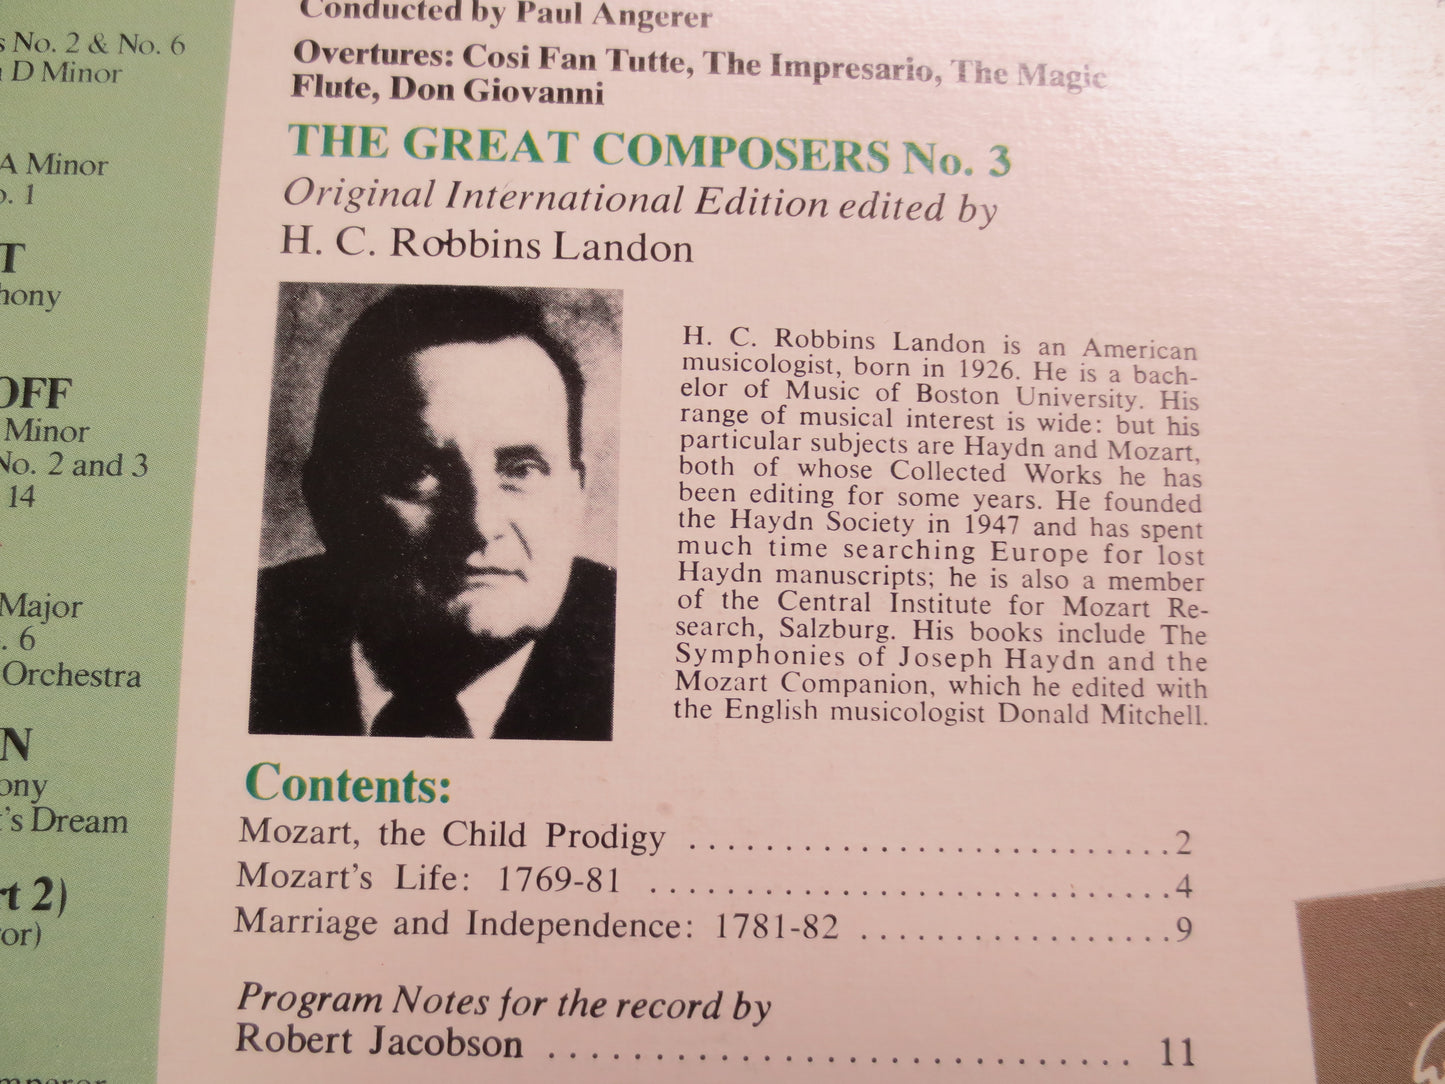 s No. 2 & No. 6
D Minor
A Minor
o. 1
T
hony
OFF
Minor
No. 2 and 3
14
Major
. 6
Orchestra
N
ony
t's Dream
rt 2)
or)
mperor
Conducted by Paul Angerer
Overtures: Cosi Fan Tutte, The Impresario, The Magic
Flute, Don Giovanni
THE GREAT COMPOSERS No. 3
Original International Edition edited by
H. C. Robbins Landon
H. C. Robbins Landon is an American
musicologist, born in 1926. He is a bach-
elor of Music of Boston University. His
range of musical interest is wide: but his
particular subjects are Haydn and Mozart,
both of whose Collected Works he has
been editing for some years. He founded
the Haydn Society in 1947 and has spent
much time searching Europe for lost
Haydn manuscripts; he is also a member
of the Central Institute for Mozart Re-
search, Salzburg. His books include The
Symphonies of Joseph Haydn and the
Mozart Companion, which he edited with
the English musicologist Donald Mitchell.
Contents:
Mozart, the Child Prodigy ........................... 2
Mozart's Life: 1769-81 ............................. 4
Marriage and Independence: 1781-82 ................. 9
Program Notes for the record by
Robert Jacobson ............................. 11